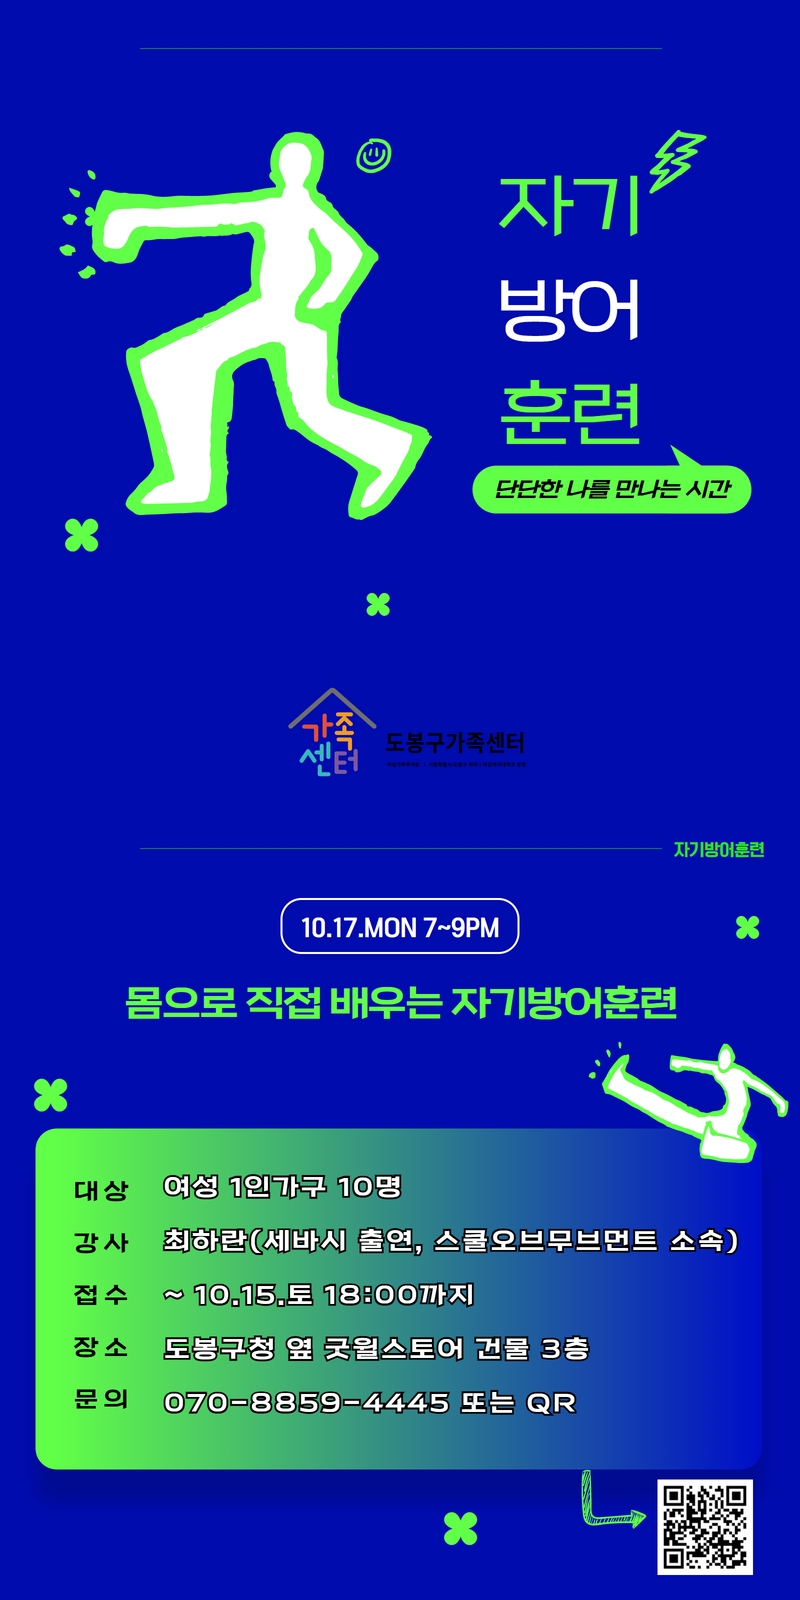 자기
방어
훈련
단단한 나를 만나는 시간
가족
센터
도봉구가족센터
자기방어훈련
10.17.MON 7~9PM
몸으로 직접 배우는 자기방어훈련
대상 여성 1인가구 10명
강사 최하란(세바시 출연, 스쿨오브무브먼트 소속)
접수 ~ 10.15.토 18:00까지
장소 도봉구청 옆 굿윌스토어 건물 3층
문의 070-8859-4445 또는 QR